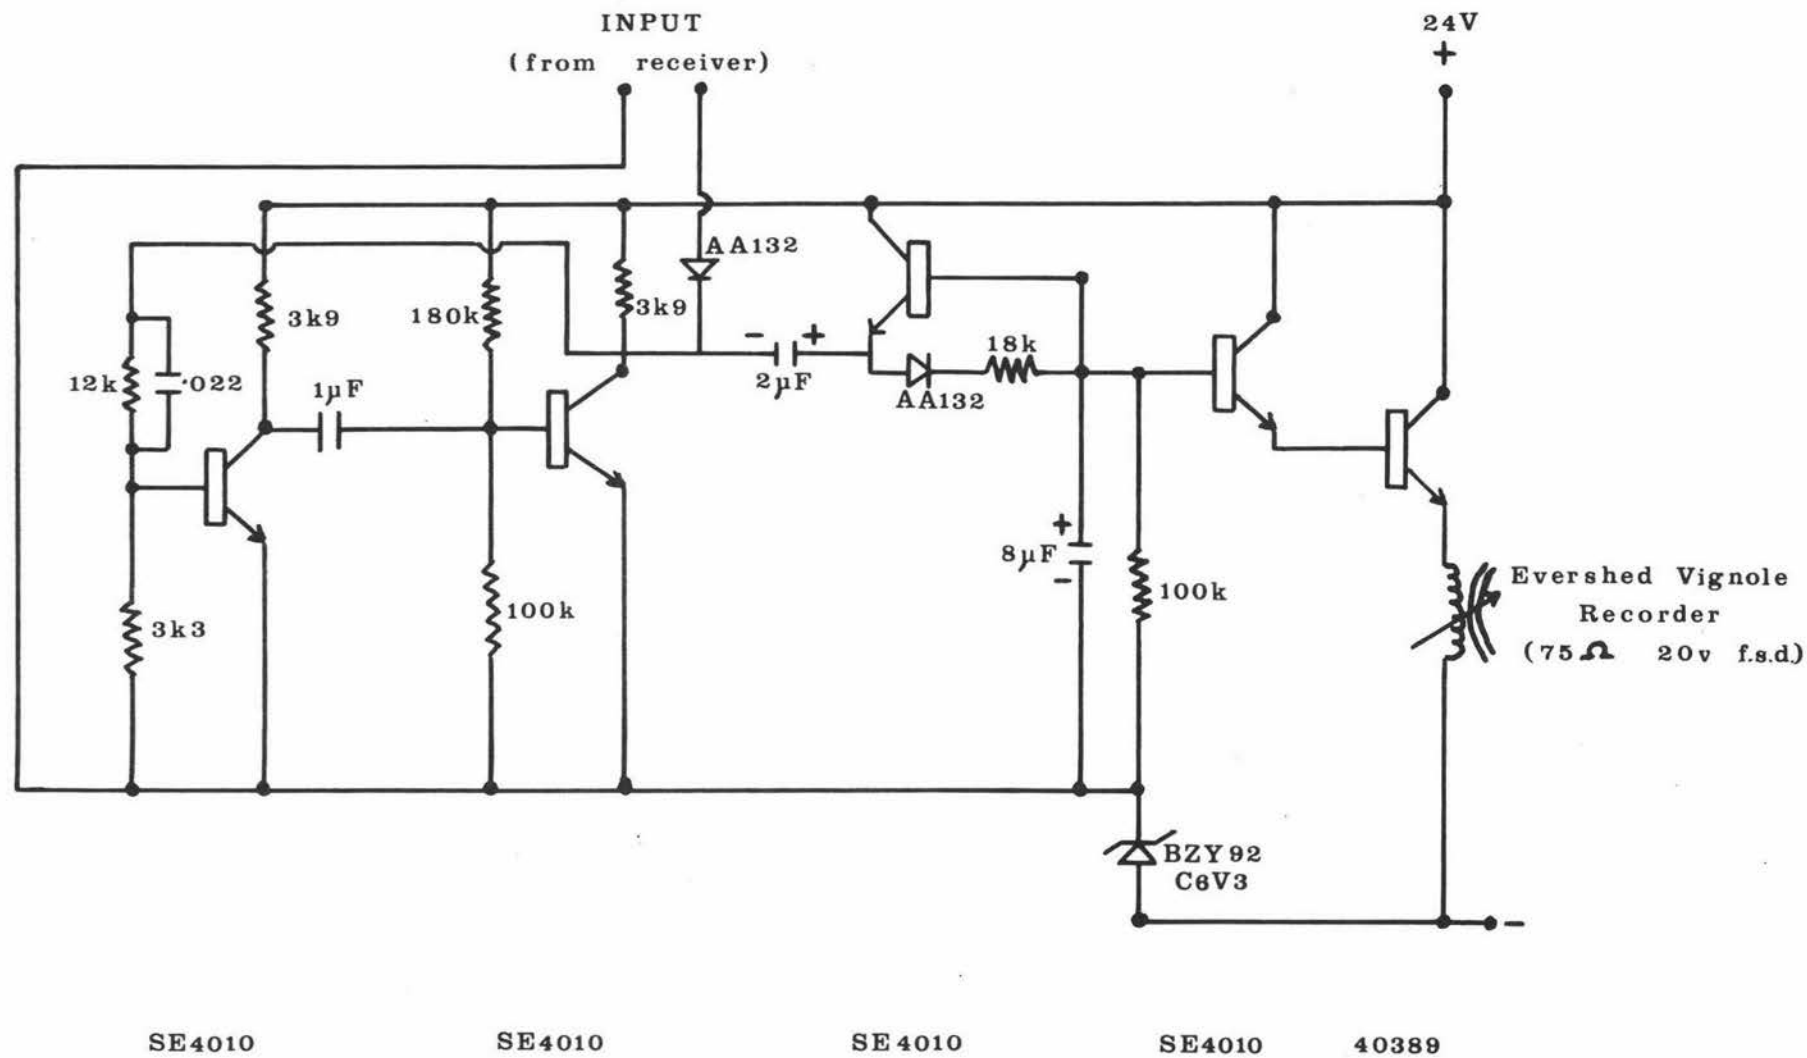 INPUT
(from receiver)
24V
+
AA132
3k9
180k
3k9
- +
2µF
18k
AA132
12k
·022
1µF
+
8µF
-
100k
3k3
100k
Evershed Vignole
Recorder
(75Ω 20v f.s.d.)
BZY92
C6V3
-
SE4010 SE4010 SE4010 SE4010 40389